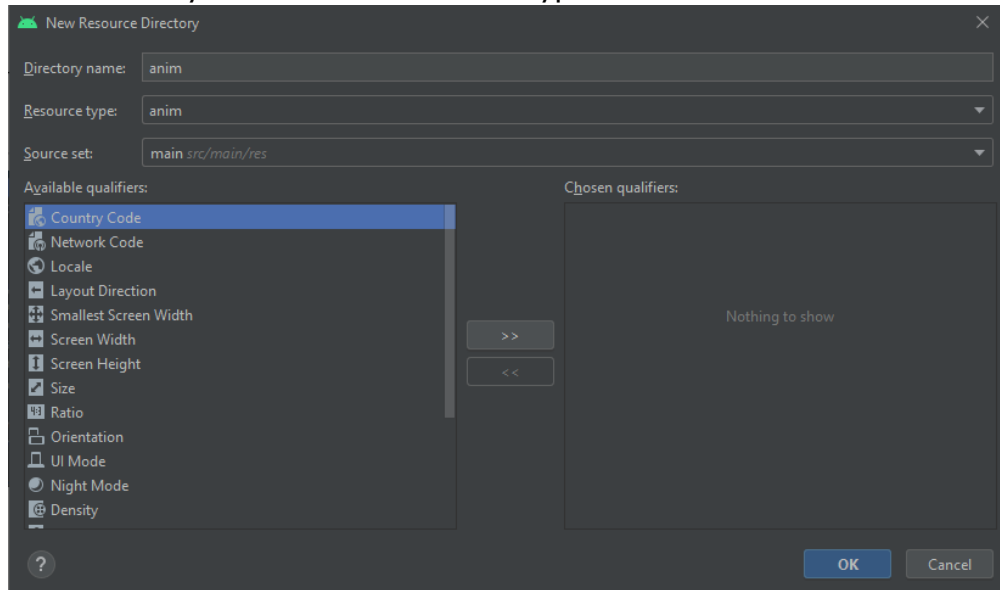 New Resource Directory
Directory name: anim
Resource type: anim
Source set: main src/main/res
Available qualifiers: Chosen qualifiers:
Country Code
Network Code
Locale
Layout Direction
Smallest Screen Width
Screen Width
Nothing to show
>>
Screen Height
<<
Size
Ratio
Orientation
UI Mode
Night Mode
Density
? OK Cancel